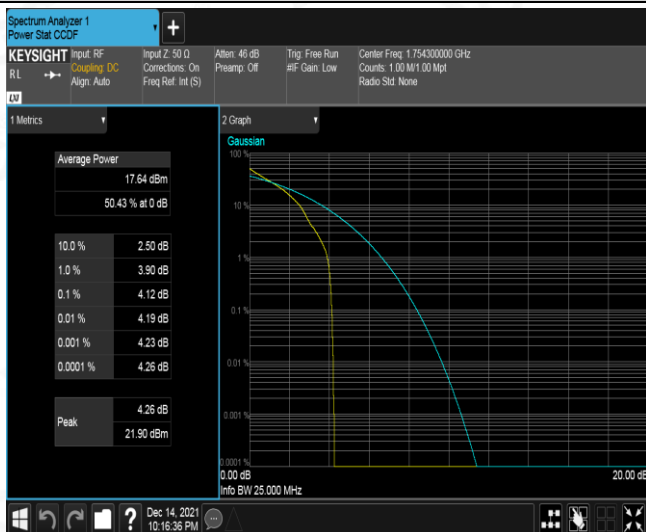 Spectrum Analyzer 1
Power Stat CCDF
+
KEYSIGHT
RL
LXI
Input: RF
Coupling: DC
Align: Auto
Input Z: 50 Ω
Corrections: On
Freq Ref: Int (S)
Atten: 46 dB
Preamp: Off
Trig: Free Run
#IF Gain: Low
Center Freq: 1.754300000 GHz
Counts: 1.00 M/1.00 Mpt
Radio Std: None
1 Metrics
Average Power
17.64 dBm
50.43 % at 0 dB
10.0 % 2.50 dB
1.0 % 3.90 dB
0.1 % 4.12 dB
0.01 % 4.19 dB
0.001 % 4.23 dB
0.0001 % 4.26 dB
Peak
4.26 dB
21.90 dBm
2 Graph
Gaussian
100 %
10 %
1 %
0.1 %
0.01 %
0.001 %
0.0001 %
0.00 dB
20.00 dB
Info BW 25.000 MHz
?
Dec 14, 2021
10:16:36 PM